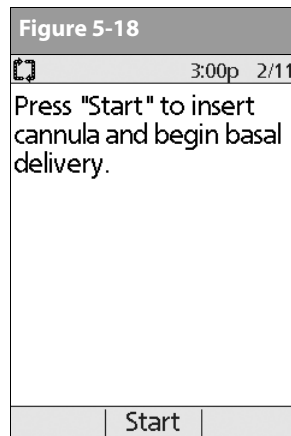 Figure 5-18
3:00p 2/11
Press "Start" to insert
cannula and begin basal
delivery.
Start